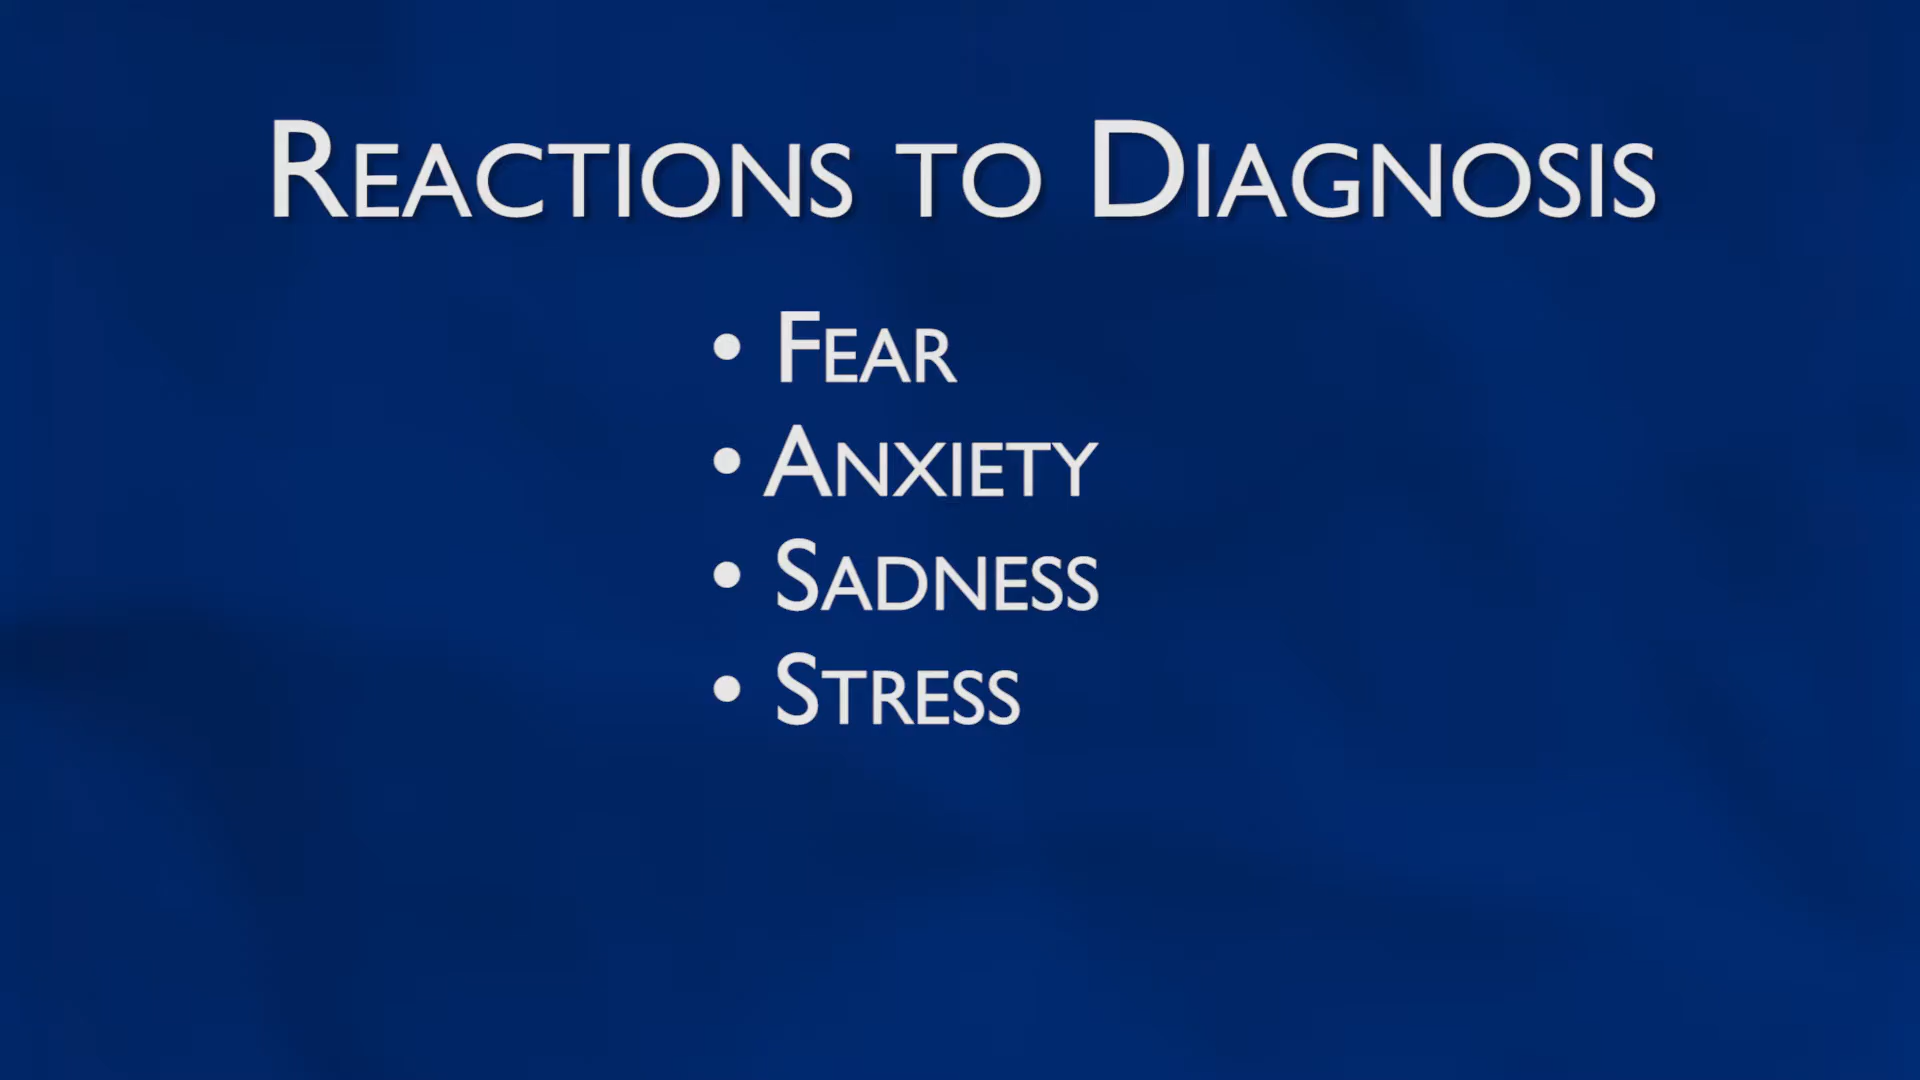 Reactions to Diagnosis
• Fear
• Anxiety
• Sadness
• Stress